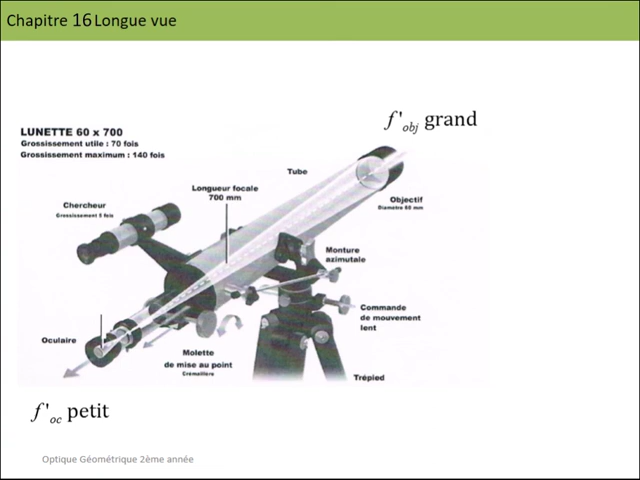 Chapitre 16 Longue vue
f'obj grand
LUNETTE 60 x 700
Grossissement utile : 70 fois
Grossissement maximum : 140 fois
Tube
Longueur focale
700 mm
Chercheur
Grossissement 5 fois
Objectif
Diametre 60 mm
Monture
azimutale
Commande
de mouvement
lent
Oculaire
Molette
de mise au point
Crémaillère
Trépied
f'oc petit
Optique Géométrique 2ème année